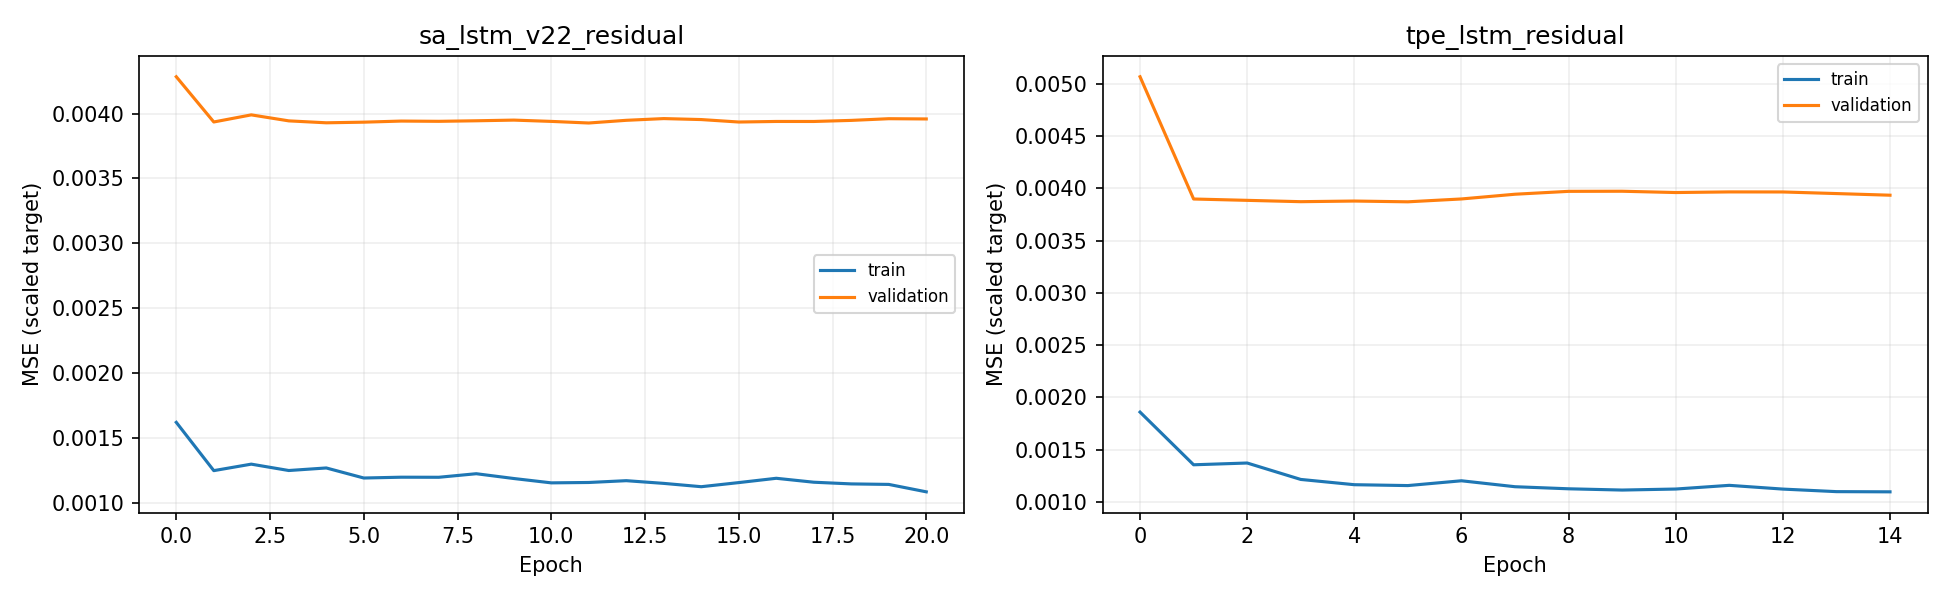 sa_lstm_v22_residual
MSE (scaled target)
0.0040
0.0035
0.0030
0.0025
0.0020
0.0015
0.0010
train
validation
0.0 2.5 5.0 7.5 10.0 12.5 15.0 17.5 20.0
Epoch
tpe_lstm_residual
MSE (scaled target)
0.0050
0.0045
0.0040
0.0035
0.0030
0.0025
0.0020
0.0015
0.0010
train
validation
0 2 4 6 8 10 12 14
Epoch